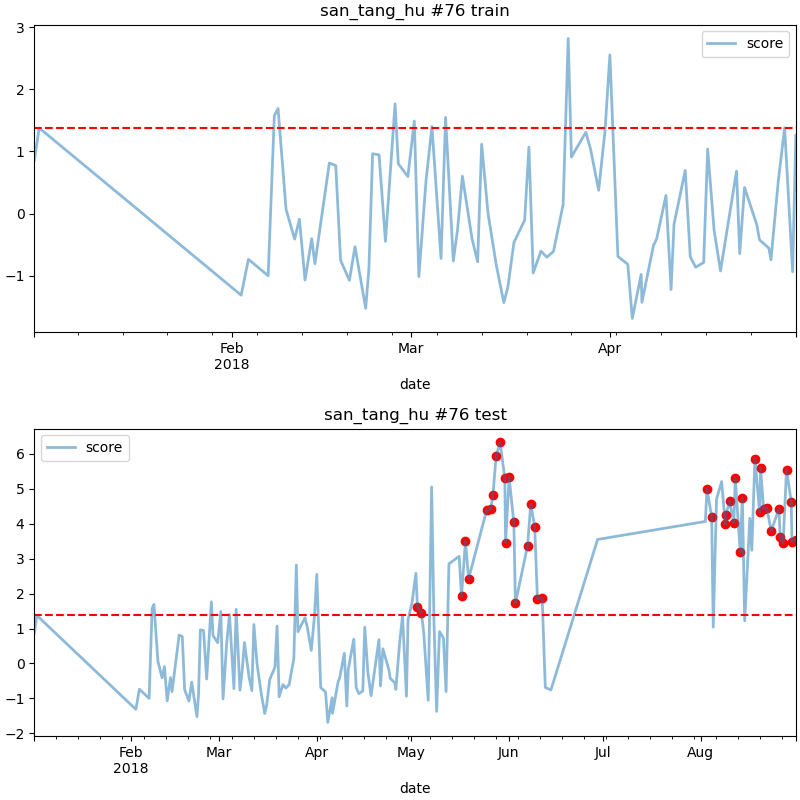 san_tang_hu #76 train
3
2
1
0
−1
score
Feb
2018
Mar
Apr
date
san_tang_hu #76 test
6
5
4
3
2
1
0
−1
−2
score
Feb
2018
Mar
Apr
May
Jun
Jul
Aug
date